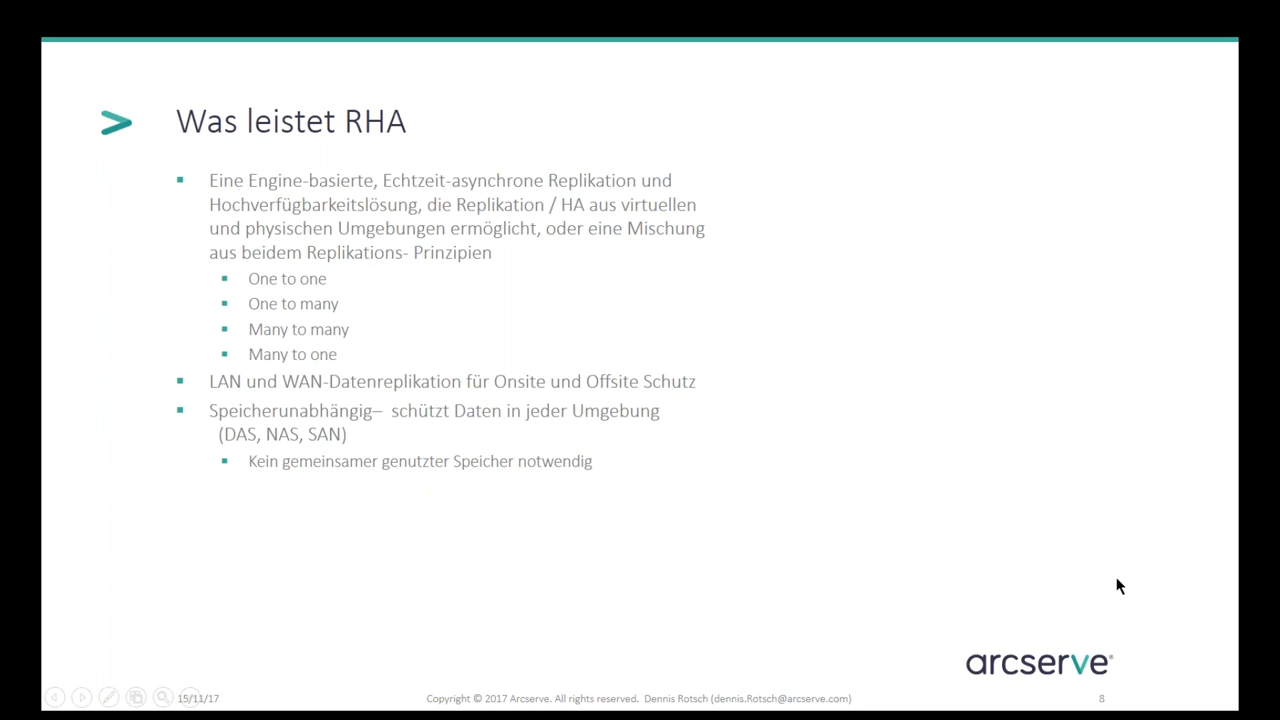 Was leistet RHA
Eine Engine-basierte, Echtzeit-asynchrone Replikation und
Hochverfügbarkeitslösung, die Replikation / HA aus virtuellen
und physischen Umgebungen ermöglicht, oder eine Mischung
aus beidem Replikations- Prinzipien
One to one
One to many
Many to many
Many to one
LAN und WAN-Datenreplikation für Onsite und Offsite Schutz
Speicherunabhängig– schützt Daten in jeder Umgebung
(DAS, NAS, SAN)
Kein gemeinsamer genutzter Speicher notwendig
arcserve®
15/11/17
Copyright © 2017 Arcserve. All rights reserved. Dennis Rotsch (dennis.Rotsch@arcserve.com)
8